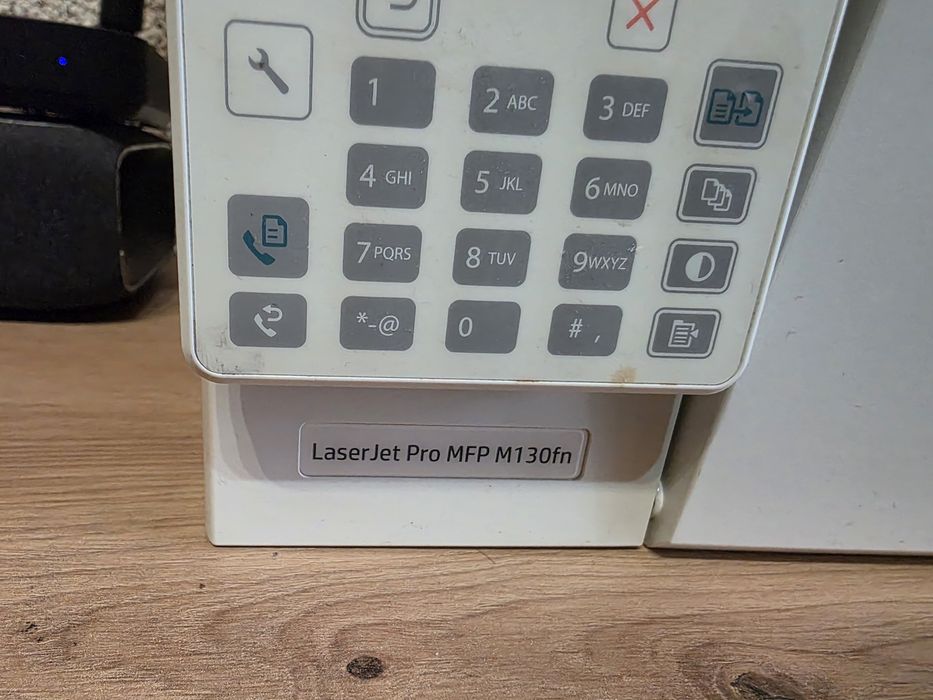 1 2 ABC 3 DEF
4 GHI 5 JKL 6 MNO
7 PQRS 8 TUV 9 WXYZ
*-@ 0 # ,
LaserJet Pro MFP M130fn